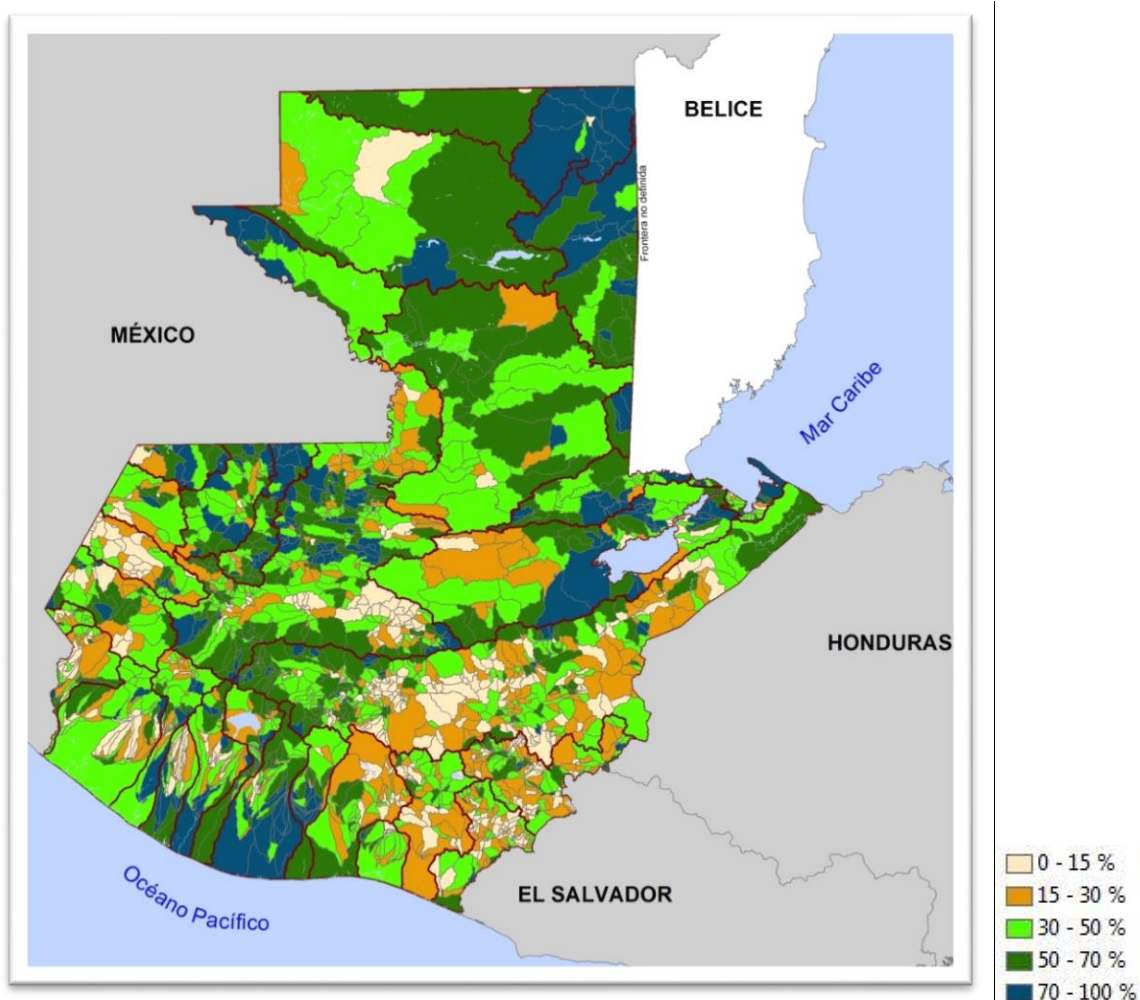 BELICE
Frontera no definida
MÉXICO
Mar Caribe
HONDURAS
EL SALVADOR
Océano Pacífico
0 - 15 %
15 - 30 %
30 - 50 %
50 - 70 %
70 - 100 %